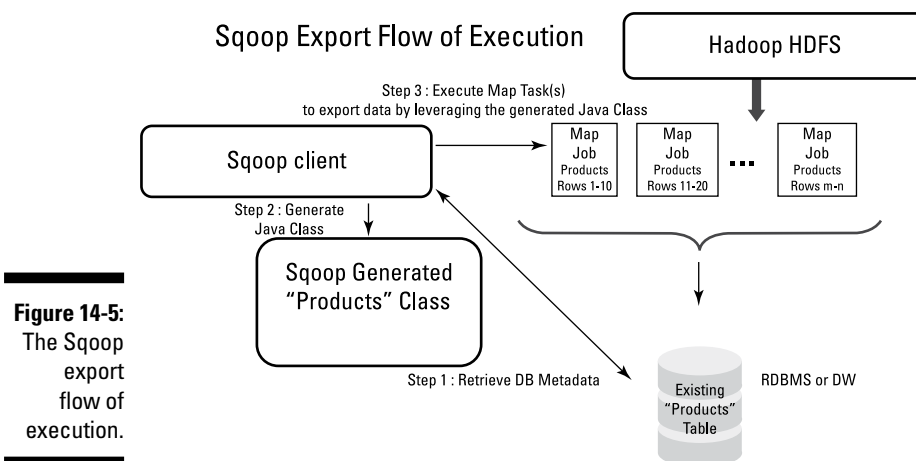 Sqoop Export Flow of Execution
Hadoop HDFS
Step 3 : Execute Map Task(s)
to export data by leveraging the generated Java Class
Sqoop client
Map
Job
Products
Rows 1-10
Map
Job
Products
Rows 11-20
...
Map
Job
Products
Rows m-n
Step 2 : Generate
Java Class
Sqoop Generated
“Products” Class
Step 1 : Retrieve DB Metadata
Existing
“Products”
Table
RDBMS or DW
Figure 14-5:
The Sqoop
export
flow of
execution.